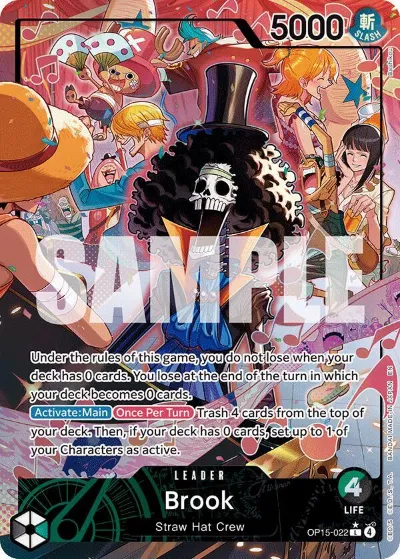 5000
斬
SLASH
SAMPLE
Under the rules of this game, you do not lose when your
deck has 0 cards. You lose at the end of the turn in which
your deck becomes 0 cards.
Activate:Main Once Per Turn Trash 4 cards from the top of
your deck. Then, if your deck has 0 cards, set up to 1 of
your Characters as active.
LEADER
Brook
Straw Hat Crew
4
LIFE
OP15-022 L 4